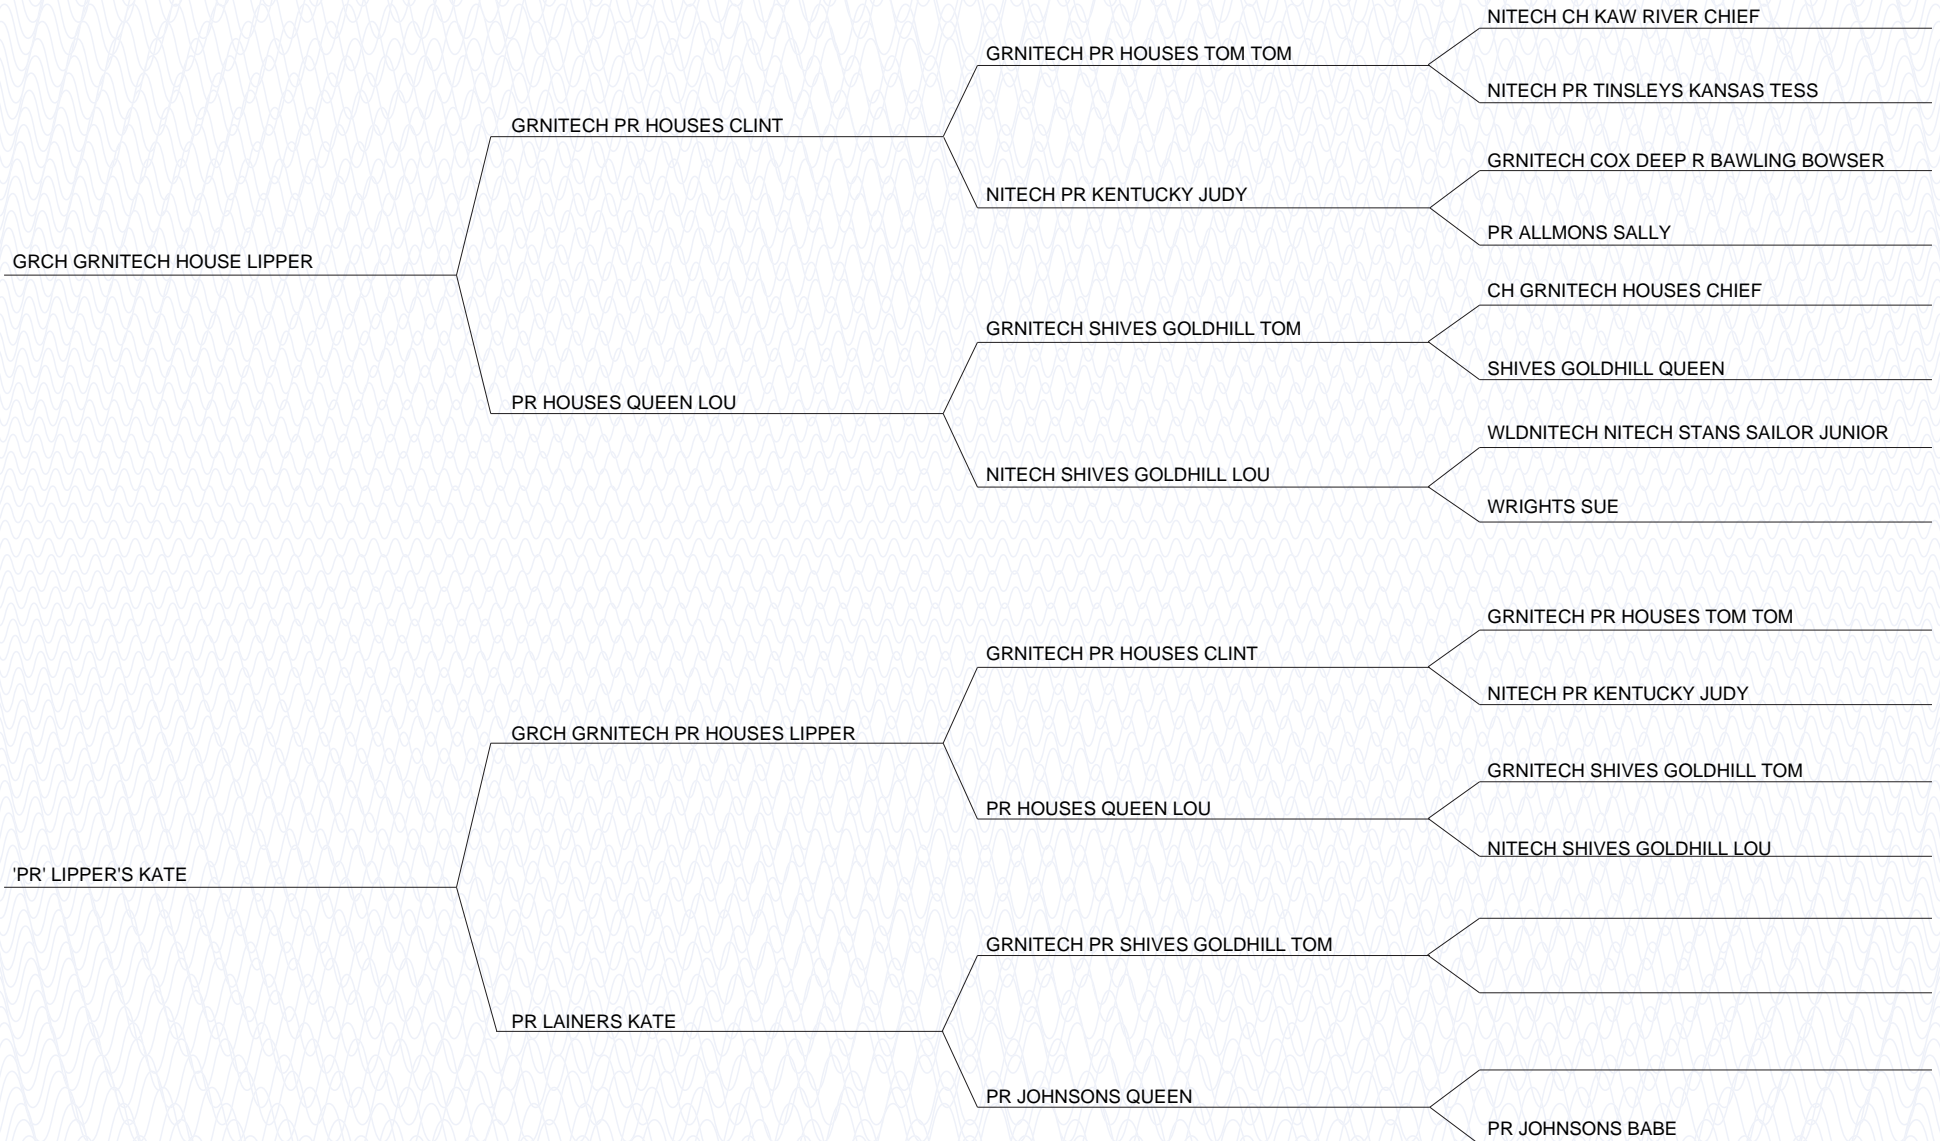 NITECH CH KAW RIVER CHIEF
GRNITECH PR HOUSES TOM TOM
NITECH PR TINSLEYS KANSAS TESS
GRNITECH PR HOUSES CLINT
GRNITECH COX DEEP R BAWLING BOWSER
NITECH PR KENTUCKY JUDY
PR ALLMONS SALLY
GRCH GRNITECH HOUSE LIPPER
CH GRNITECH HOUSES CHIEF
GRNITECH SHIVES GOLDHILL TOM
SHIVES GOLDHILL QUEEN
PR HOUSES QUEEN LOU
WLDNITECH NITECH STANS SAILOR JUNIOR
NITECH SHIVES GOLDHILL LOU
WRIGHTS SUE
GRNITECH PR HOUSES TOM TOM
GRNITECH PR HOUSES CLINT
NITECH PR KENTUCKY JUDY
GRCH GRNITECH PR HOUSES LIPPER
GRNITECH SHIVES GOLDHILL TOM
PR HOUSES QUEEN LOU
NITECH SHIVES GOLDHILL LOU
'PR' LIPPER'S KATE
GRNITECH PR SHIVES GOLDHILL TOM
PR LAINERS KATE
PR JOHNSONS QUEEN
PR JOHNSONS BABE